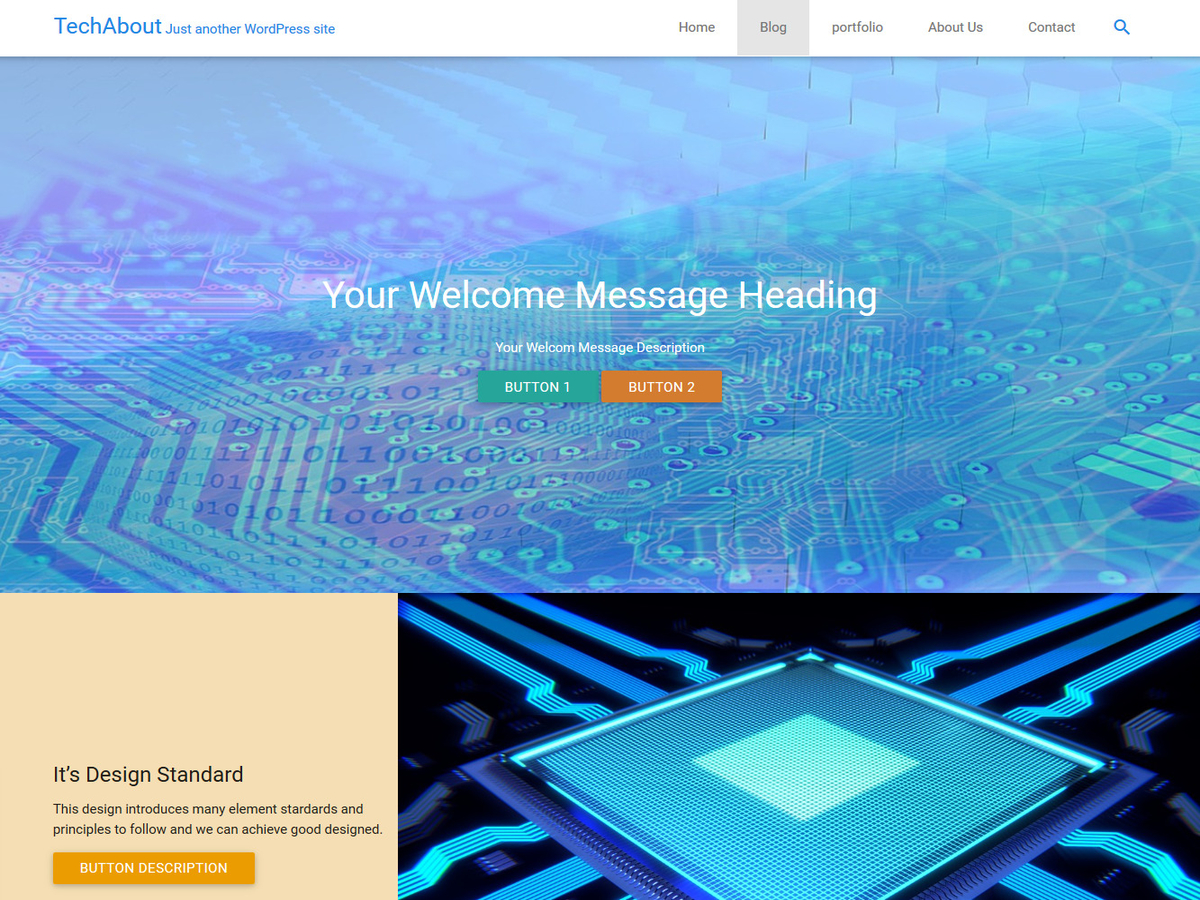 TechAbout Just another WordPress site
Home Blog portfolio About Us Contact
Your Welcome Message Heading
Your Welcom Message Description
BUTTON 1 BUTTON 2
It's Design Standard
This design introduces many element stardards and
principles to follow and we can achieve good designed.
BUTTON DESCRIPTION